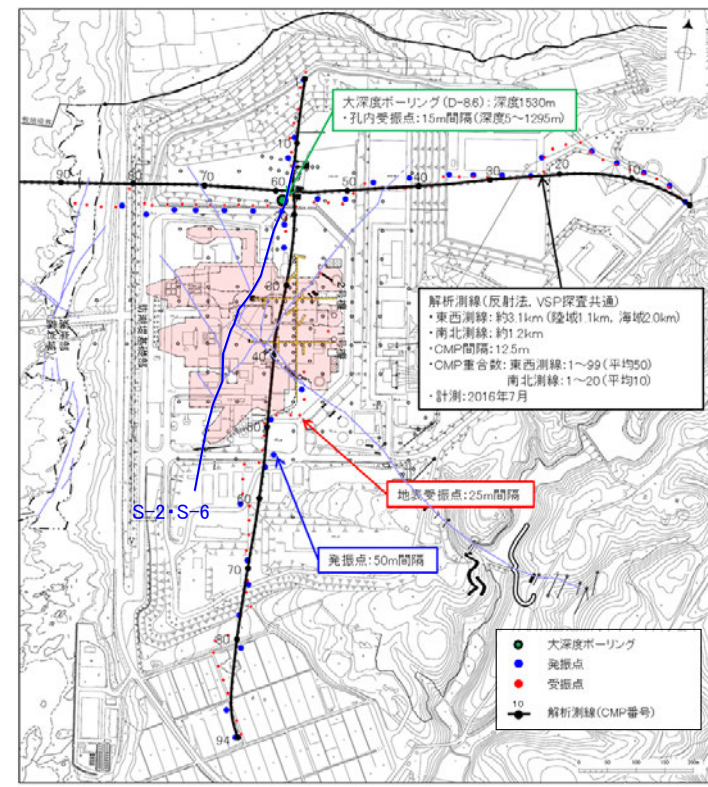 大深度ボーリング(D-8.6):深度1530m
・孔内受振点:15m間隔(深度5～1295m)
10
90
70
60
50
40
30
20
10
解析測線(反射法、VSP探査共通)
・東西測線:約3.1km(陸域1.1km, 海域2.0km)
・南北測線:約1.2km
・CMP間隔:12.5m
・CMP重合数:東西測線:1～99(平均50)
南北測線:1～20(平均10)
・計測:2016年7月
防潮堤基礎部
40
地表受振点:25m間隔
60
S-2・S-6
発振点:50m間隔
70
80
94
大深度ボーリング
発振点
受振点
10
解析測線(CMP番号)